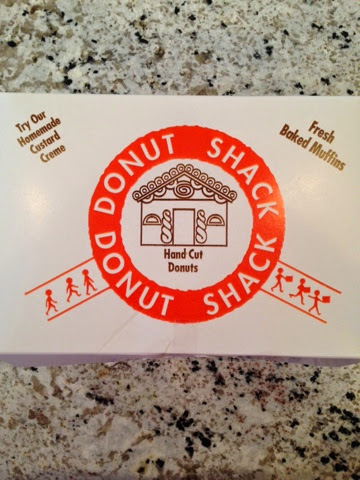 Try Our
Homemade
Custard
Creme
Fresh
Baked Muffins
DONUT SHACK
Hand Cut
Donuts
DONUT SHACK